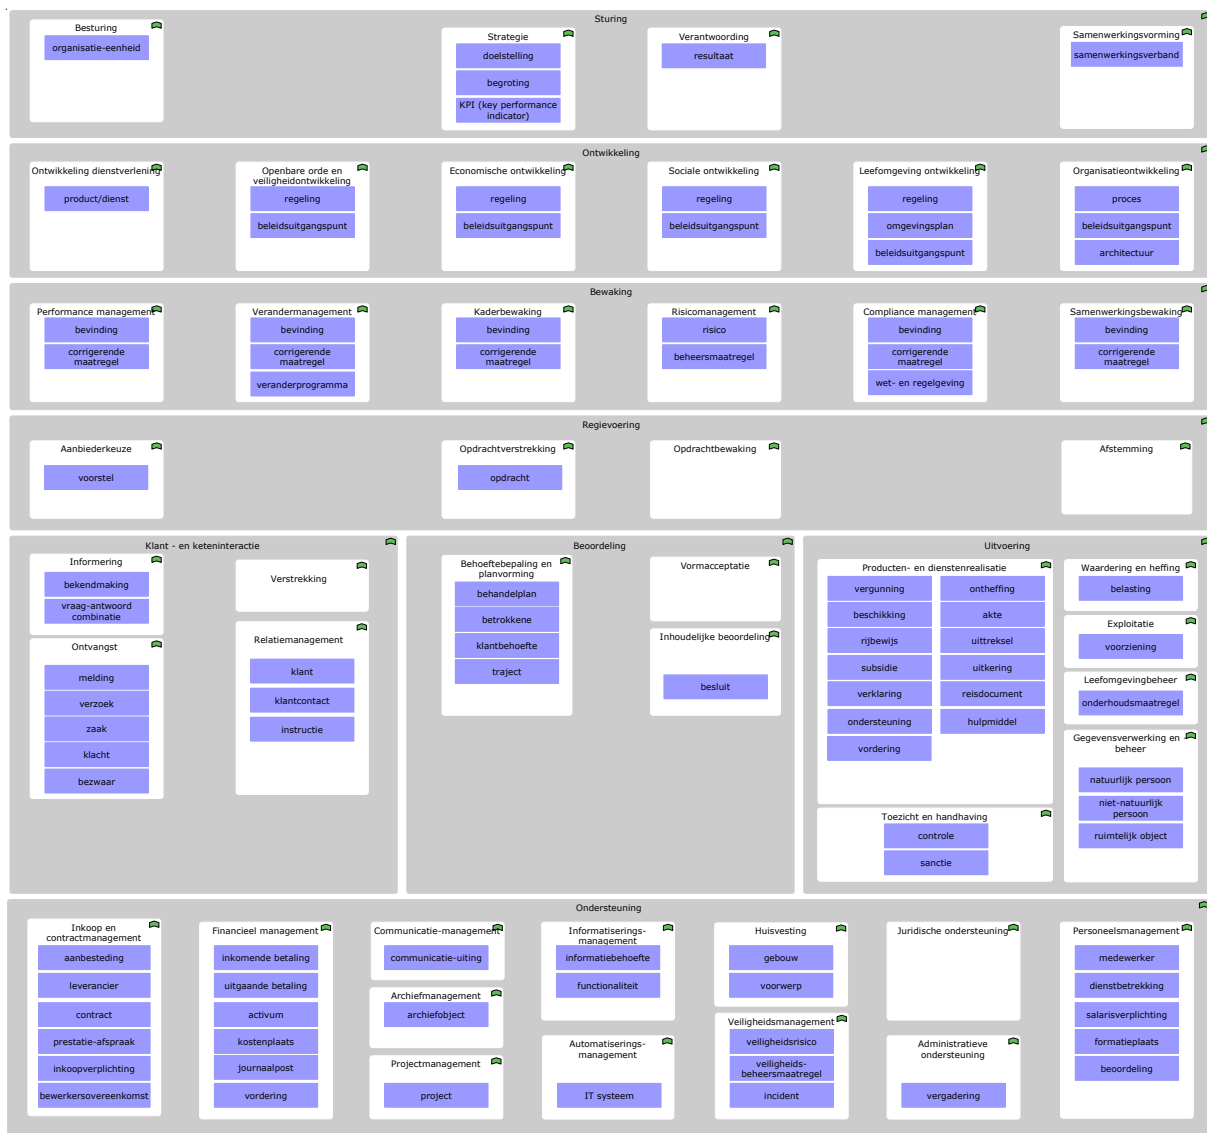 Sturing
Besturing
organisatie-eenheid
Strategie
doelstelling
begroting
KPI (key performance
indicator)
Verantwoording
resultaat
Samenwerkingsvorming
samenwerkingsverband
Ontwikkeling
Ontwikkeling dienstverlening
product/dienst
Openbare orde en
veiligheidontwikkeling
regeling
beleidsuitgangspunt
Economische ontwikkeling
regeling
beleidsuitgangspunt
Sociale ontwikkeling
regeling
beleidsuitgangspunt
Leefomgeving ontwikkeling
regeling
omgevingsplan
beleidsuitgangspunt
Organisatieontwikkeling
proces
beleidsuitgangspunt
architectuur
Bewaking
Performance management
bevinding
corrigerende
maatregel
Verandermanagement
bevinding
corrigerende
maatregel
veranderprogramma
Kaderbewaking
bevinding
corrigerende
maatregel
Risicomanagement
risico
beheersmaatregel
Compliance management
bevinding
corrigerende
maatregel
wet- en regelgeving
Samenwerkingsbewaking
bevinding
corrigerende
maatregel
Regievoering
Aanbiederkeuze
voorstel
Opdrachtverstrekking
opdracht
Opdrachtbewaking
Afstemming
Klant - en keteninteractie
Informering
bekendmaking
vraag-antwoord
combinatie
Ontvangst
melding
verzoek
zaak
klacht
bezwaar
Verstrekking
Relatiemanagement
klant
klantcontact
instructie
Beoordeling
Behoeftebepaling en
planvorming
behandelplan
betrokkene
klantbehoefte
traject
Vormacceptatie
Inhoudelijke beoordeling
besluit
Uitvoering
Producten- en dienstenrealisatie
vergunning
ontheffing
beschikking
akte
rijbewijs
uittreksel
subsidie
uitkering
verklaring
reisdocument
ondersteuning
hulpmiddel
vordering
Toezicht en handhaving
controle
sanctie
Waardering en heffing
belasting
Exploitatie
voorziening
Leefomgevingbeheer
onderhoudsmaatregel
Gegevensverwerking en -
beheer
natuurlijk persoon
niet-natuurlijk
persoon
ruimtelijk object
Ondersteuning
Inkoop en
contractmanagement
aanbesteding
leverancier
contract
prestatie-afspraak
inkoopverplichting
bewerkersovereenkomst
Financieel management
inkomende betaling
uitgaande betaling
activum
kostenplaats
journaalpost
vordering
Communicatie-management
communicatie-uiting
Archiefmanagement
archiefobject
Projectmanagement
project
Informatiserings-
management
informatiebehoefte
functionaliteit
Automatiserings-
management
IT systeem
Huisvesting
gebouw
voorwerp
Veiligheidsmanagement
veiligheidsrisico
veiligheids-
beheersmaatregel
incident
Juridische ondersteuning
Administratieve
ondersteuning
vergadering
Personeelsmanagement
medewerker
dienstbetrekking
salarisverplichting
formatieplaats
beoordeling